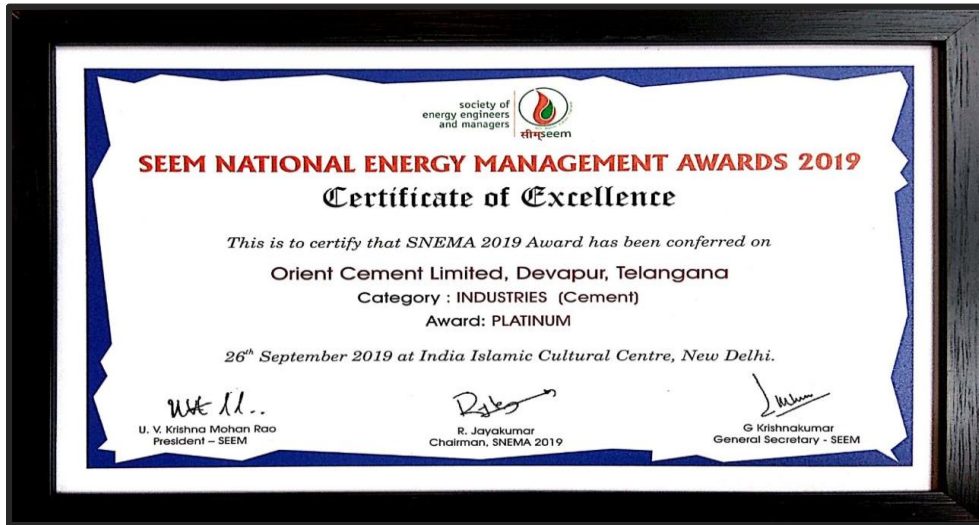 society of
energy engineers
and managers
सीम्seem
SEEM NATIONAL ENERGY MANAGEMENT AWARDS 2019
Certificate of Excellence
This is to certify that SNEMA 2019 Award has been conferred on
Orient Cement Limited, Devapur, Telangana
Category : INDUSTRIES (Cement)
Award: PLATINUM
26th September 2019 at India Islamic Cultural Centre, New Delhi.
U. V. Krishna Mohan Rao
President – SEEM
R. Jayakumar
Chairman, SNEMA 2019
G Krishnakumar
General Secretary - SEEM